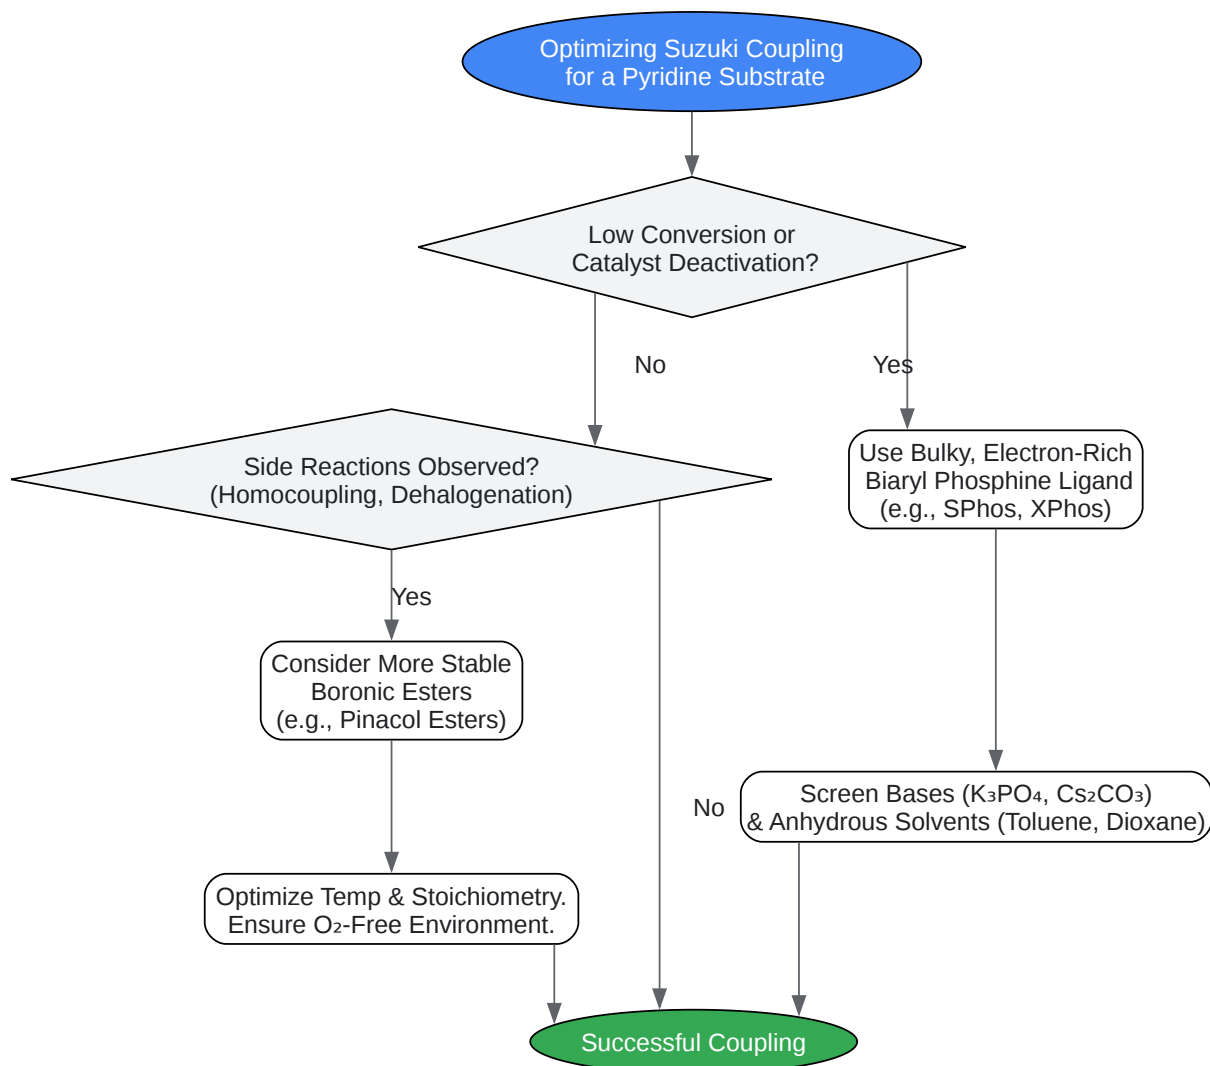 Optimizing Suzuki Coupling
for a Pyridine Substrate
Low Conversion or
Catalyst Deactivation?
No
Yes
Side Reactions Observed?
(Homocoupling, Dehalogenation)
Use Bulky, Electron-Rich
Biaryl Phosphine Ligand
(e.g., SPhos, XPhos)
Yes
Consider More Stable
Boronic Esters
(e.g., Pinacol Esters)
No
Screen Bases (K₃PO₄, Cs₂CO₃)
& Anhydrous Solvents (Toluene, Dioxane)
Optimize Temp & Stoichiometry.
Ensure O₂-Free Environment.
Successful Coupling